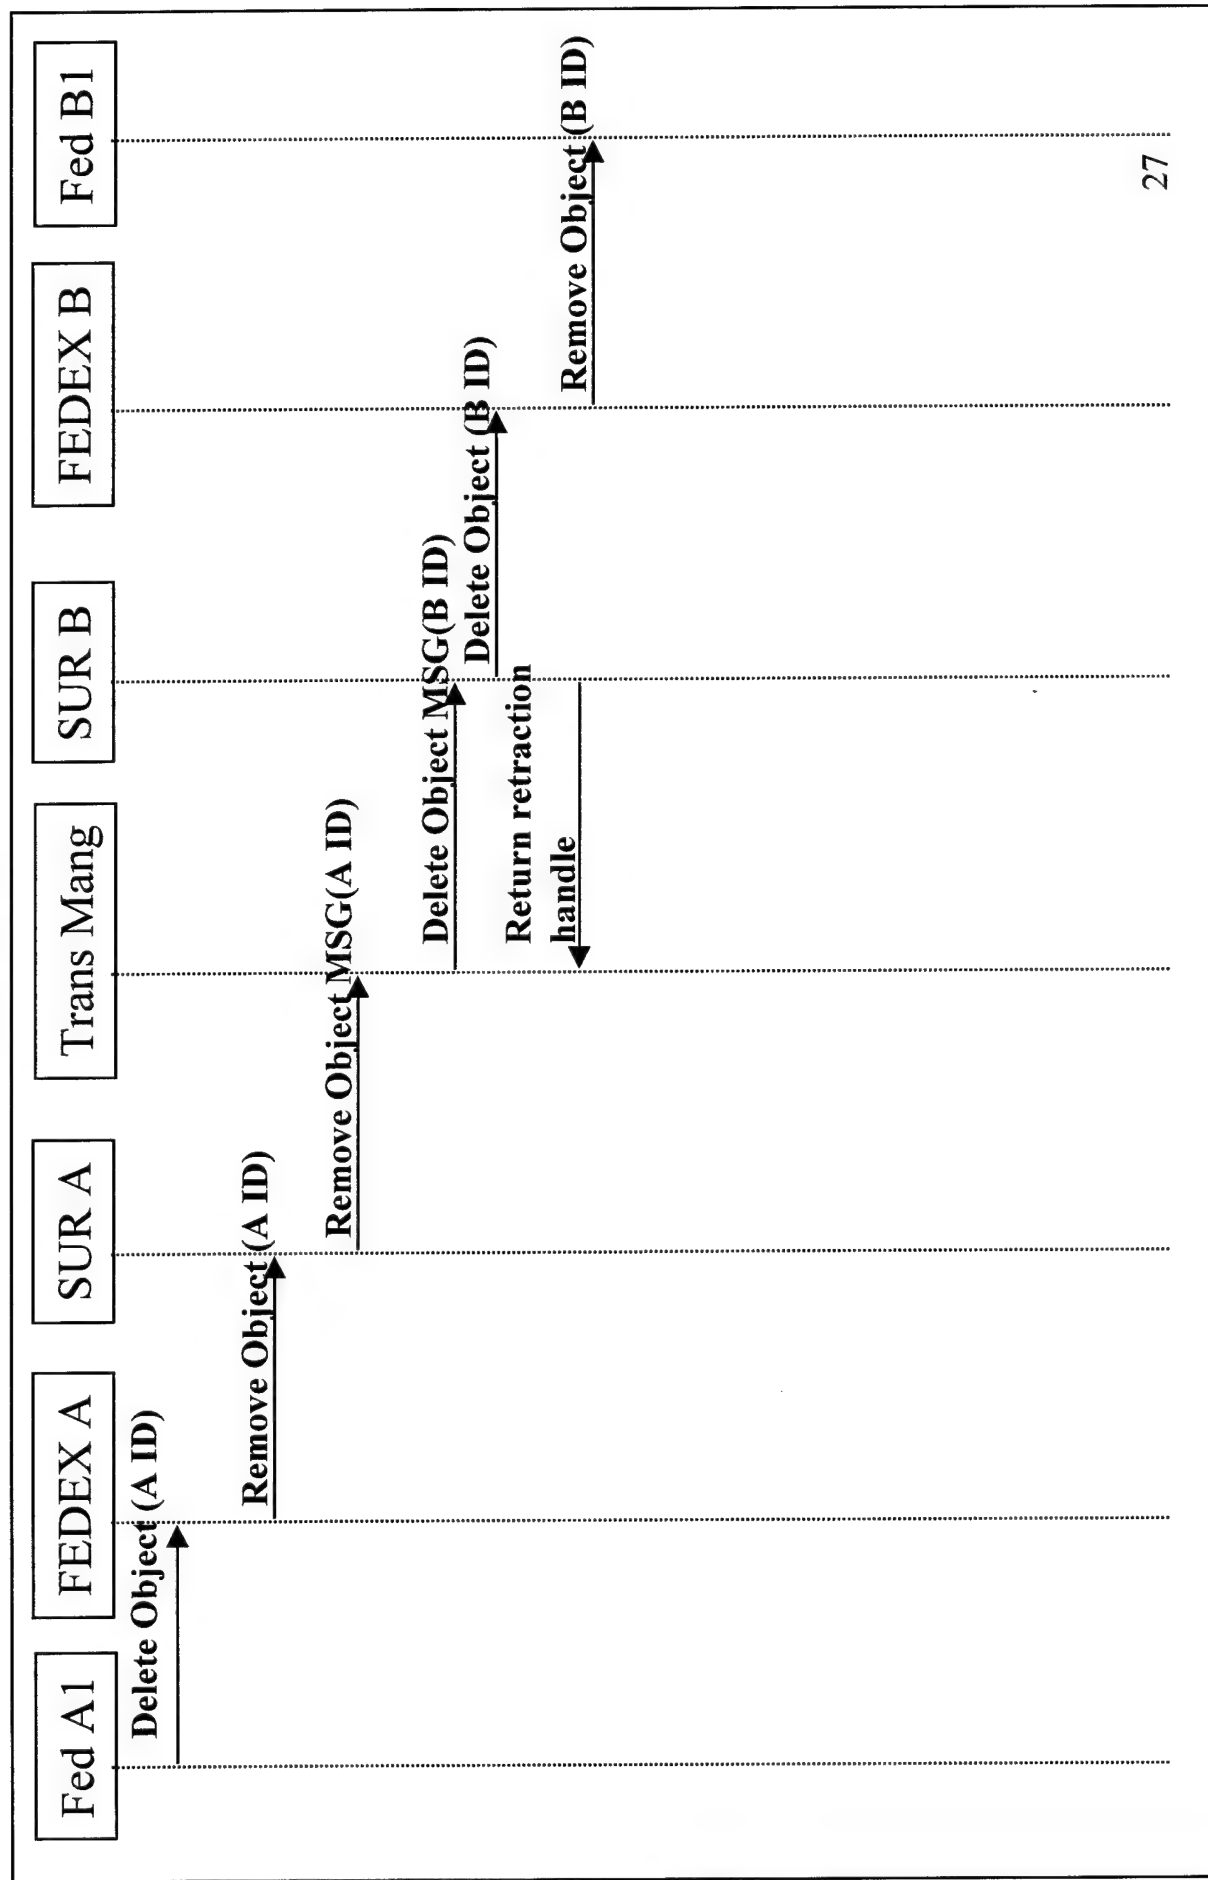 Fed A1
FEDEX A
SUR A
Trans Mang
SUR B
FEDEX B
Fed B1
Delete Object (A ID)
Remove Object (A ID)
Remove Object MSG(A ID)
Delete Object MSG(B ID)
Delete Object (B ID)
Return retraction
handle
Remove Object (B ID)
27